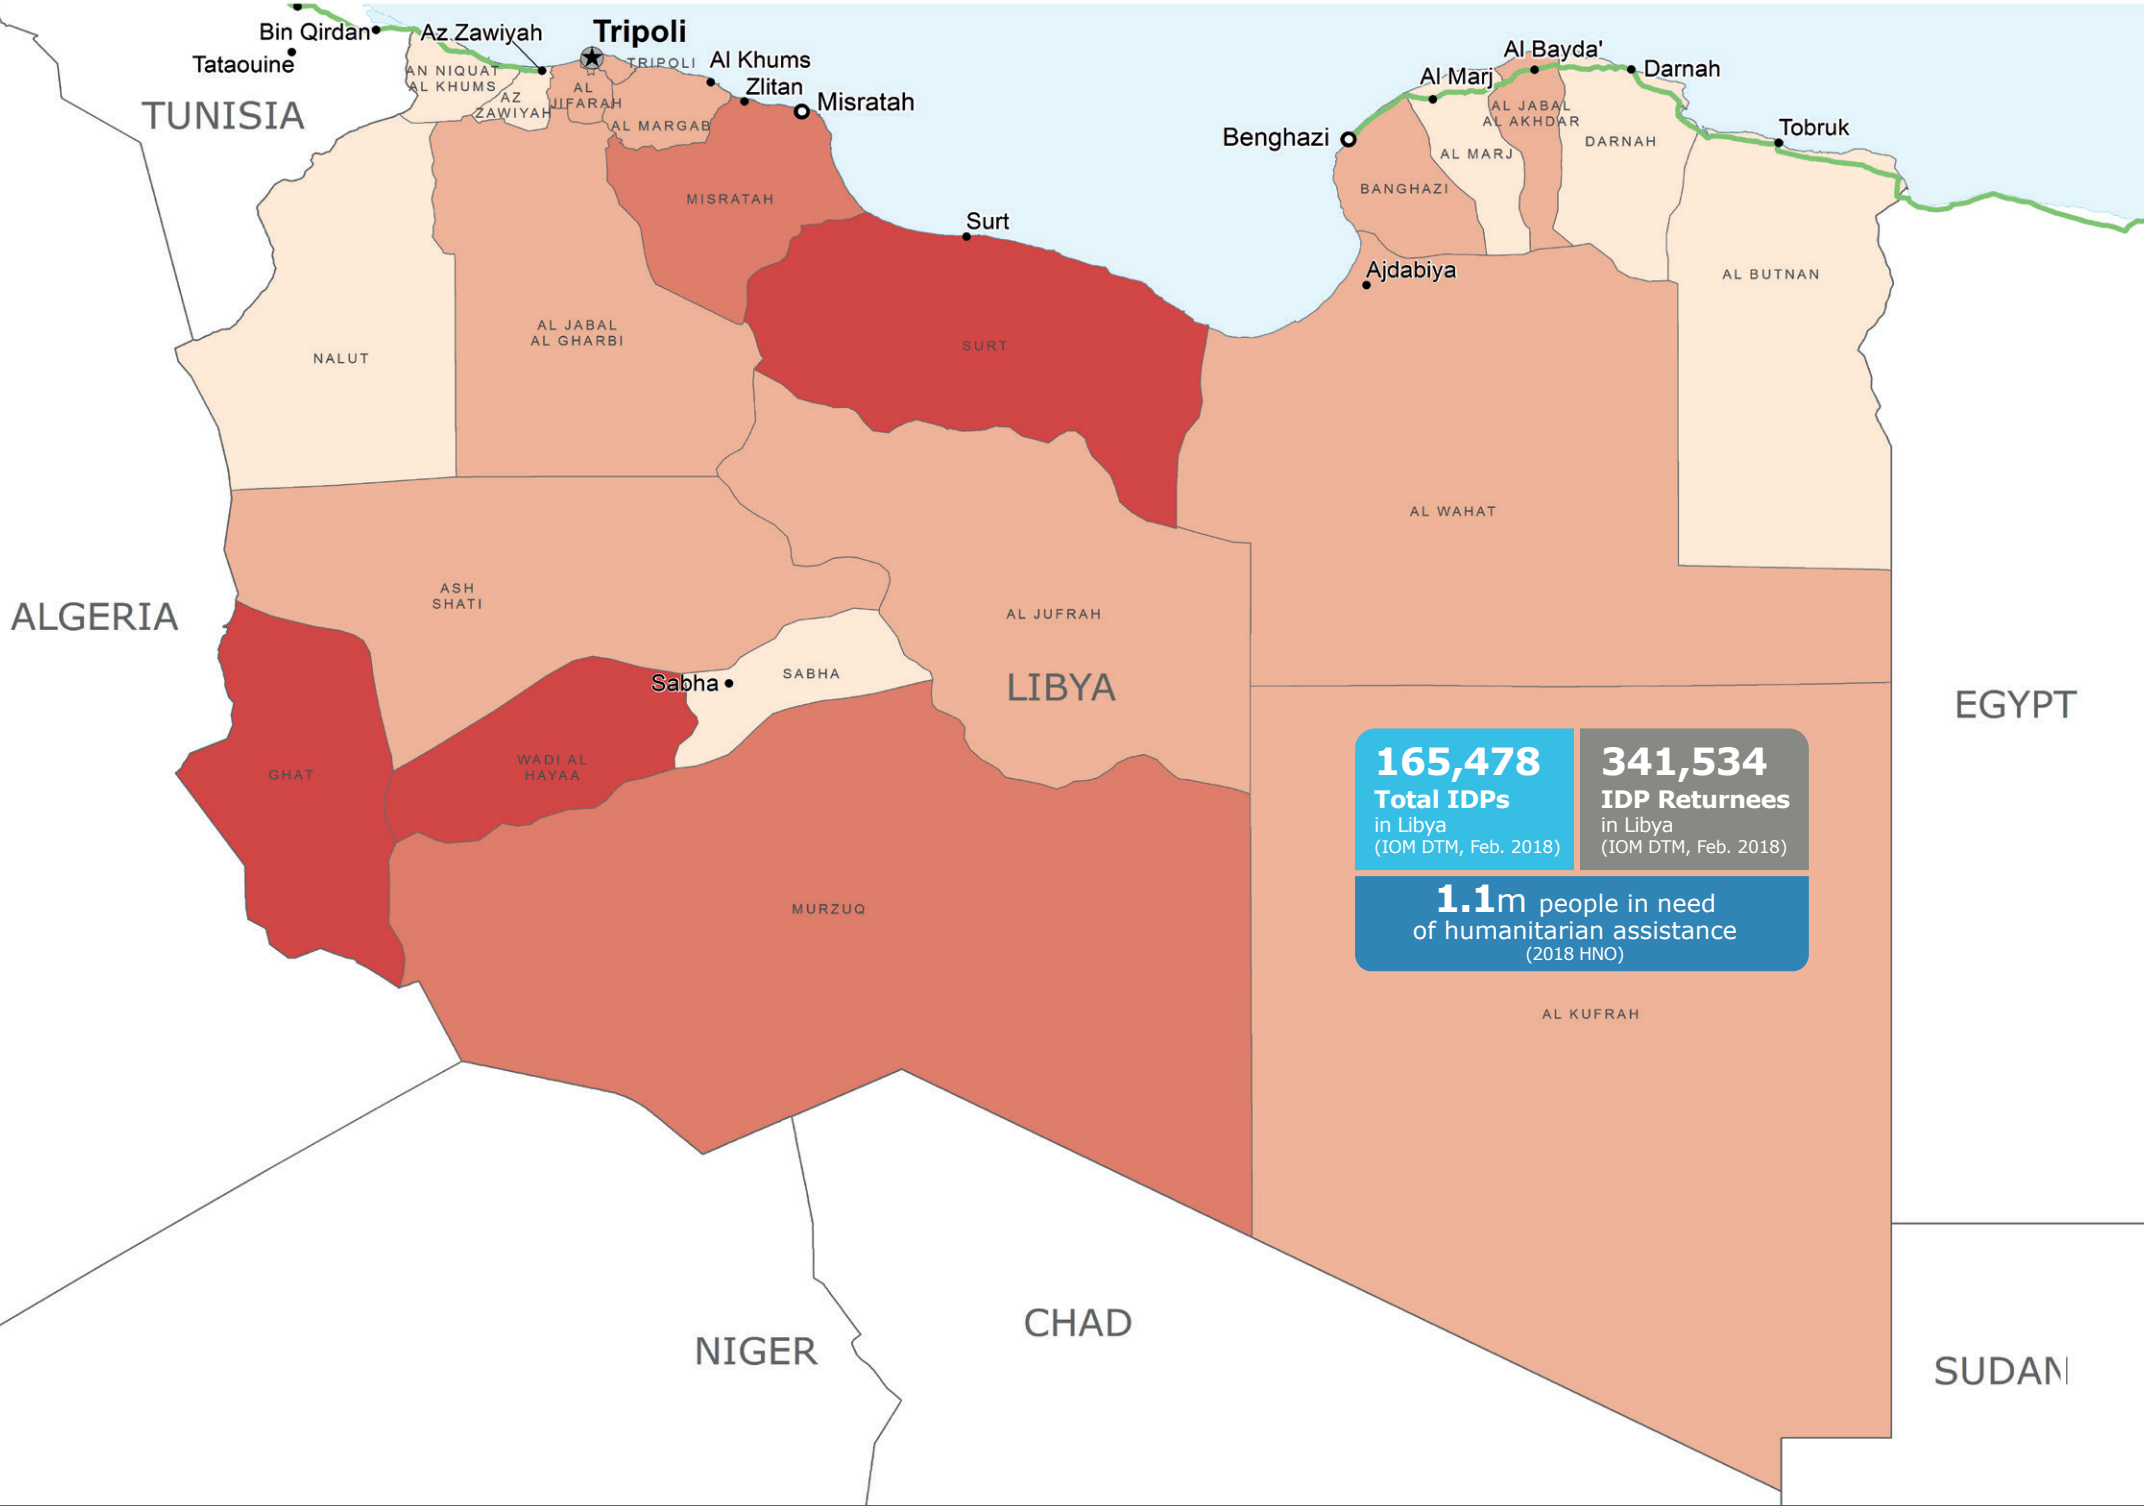 Bin Qirdan
Az Zawiyah
Tripoli
Tataouine
TUNISIA
AN NIQUAT
AL KHUMS
AZ
ZAWIYAH
AL
JIFARAH
TRIPOLI
Al Khums
Zlitan
Misratah
AL MARGAB
MISRATAH
Surt
Al Bayda'
Al Marj
Darnah
Benghazi
AL JABAL
AL AKHDAR
AL MARJ
DARNAH
Tobruk
BANGHAZI
Ajdabiya
AL BUTNAN
NALUT
AL JABAL
AL GHARBI
SURT
AL WAHAT
ALGERIA
ASH
SHATI
AL JUFRAH
LIBYA
Sabha
SABHA
EGYPT
GHAT
WADI AL
HAYAA
165,478
Total IDPs
in Libya
(IOM DTM, Feb. 2018)
341,534
IDP Returnees
in Libya
(IOM DTM, Feb. 2018)
1.1m people in need
of humanitarian assistance
(2018 HNO)
MURZUQ
AL KUFRAH
NIGER
CHAD
SUDAN